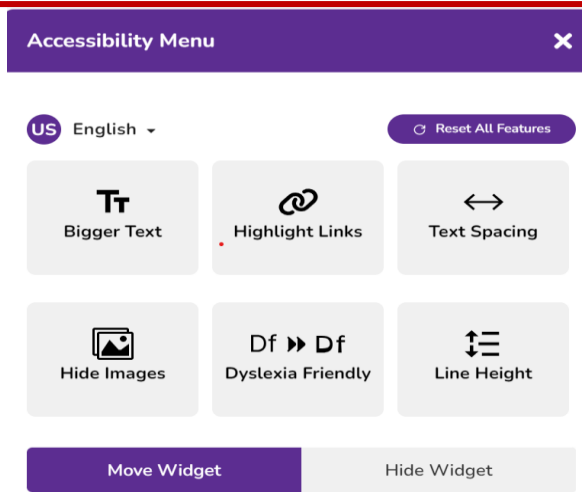 Accessibility Menu
US English
Reset All Features
Bigger Text
Highlight Links
Text Spacing
Hide Images
Df Df
Dyslexia Friendly
Line Height
Move Widget
Hide Widget